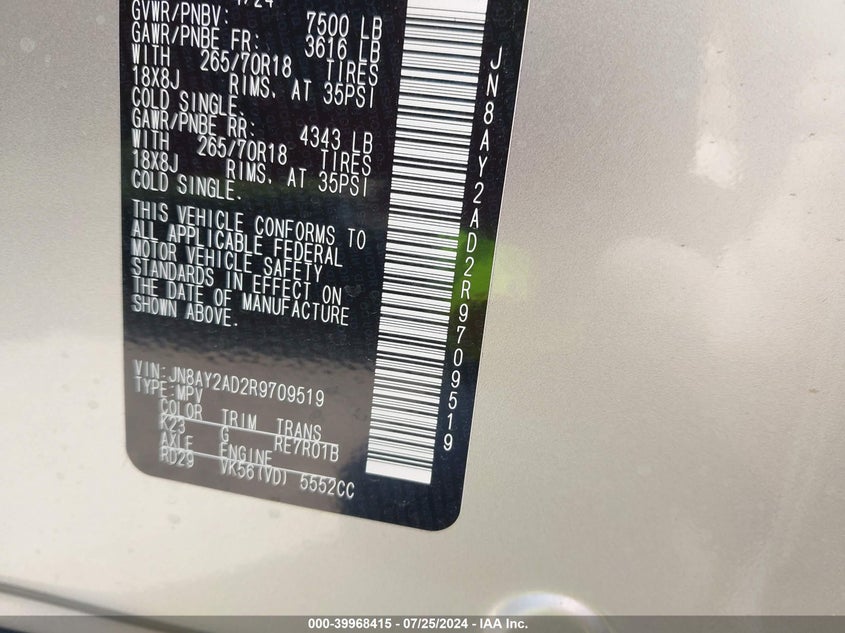 /24
GVWR/PNBV: 7500 LB
GAWR/PNBE FR: 3616 LB
WITH 265/70R18 TIRES
18X8J RIMS, AT 35PSI
COLD SINGLE.
GAWR/PNBE RR: 4343 LB
WITH 265/70R18 TIRES
18X8J RIMS, AT 35PSI
COLD SINGLE.
THIS VEHICLE CONFORMS TO
ALL APPLICABLE FEDERAL
MOTOR VEHICLE SAFETY
STANDARDS IN EFFECT ON
THE DATE OF MANUFACTURE
SHOWN ABOVE.
VIN:JN8AY2AD2R9709519
TYPE:MPV
COLOR TRIM TRANS
K23 G RE7R01B
AXLE ENGINE
RD29 VK56(VD) 5552CC
JN8AY2AD2R9709519
000-39968415 - 07/25/2024 - IAA Inc.